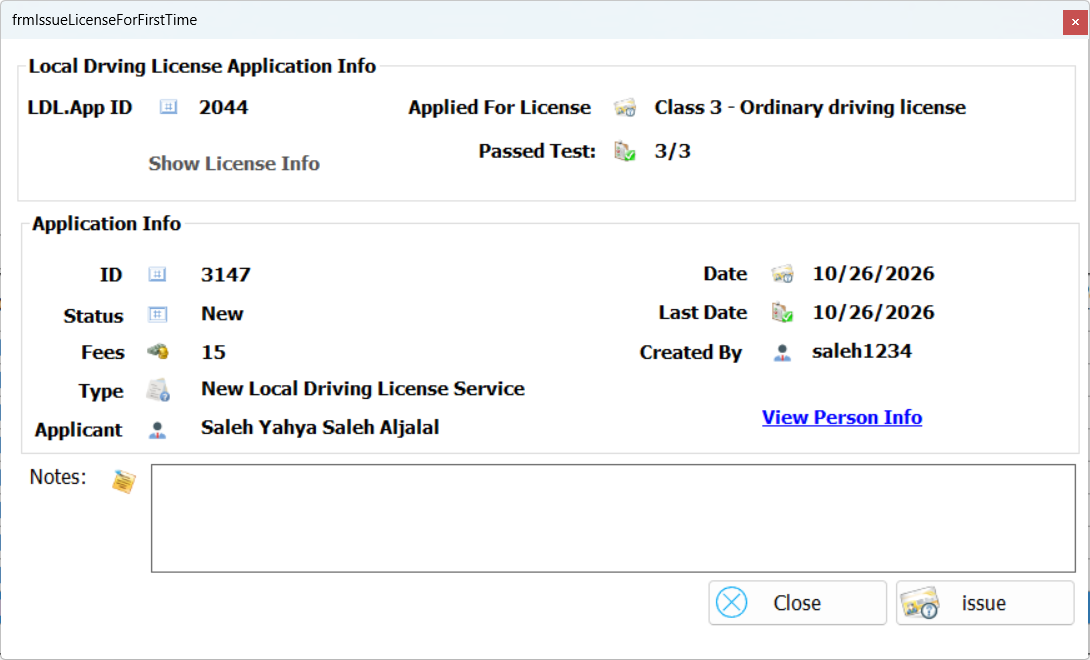 frmIssueLicenseForFirstTime
Local Drving License Application Info
LDL.App ID 2044 Applied For License Class 3 - Ordinary driving license
Passed Test: 3/3
Show License Info
Application Info
ID 3147 Date 10/26/2026
Status New Last Date 10/26/2026
Fees 15 Created By saleh1234
Type New Local Driving License Service
View Person Info
Applicant Saleh Yahya Saleh Aljalal
Notes:
Close issue